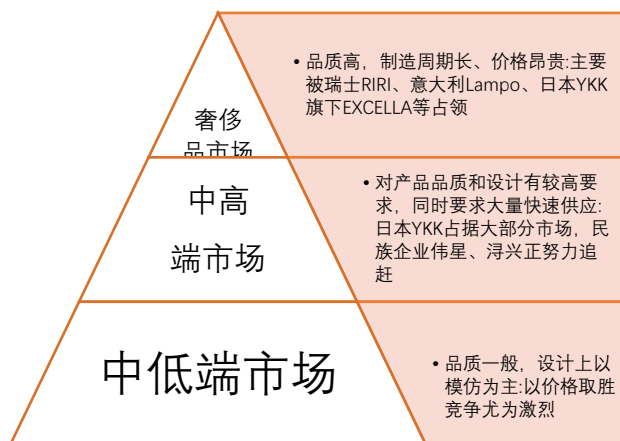 • 品质高，制造周期长、价格昂贵:主要
被瑞士RIRI、意大利Lampo、日本YKK
旗下EXCELLA等占领
奢侈
品市场
• 对产品品质和设计有较高要
求，同时要求大量快速供应:
日本YKK占据大部分市场，民
族企业伟星、浔兴正努力追
赶
中高
端市场
中低端市场
• 品质一般，设计上以
模仿为主:以价格取胜
竞争尤为激烈